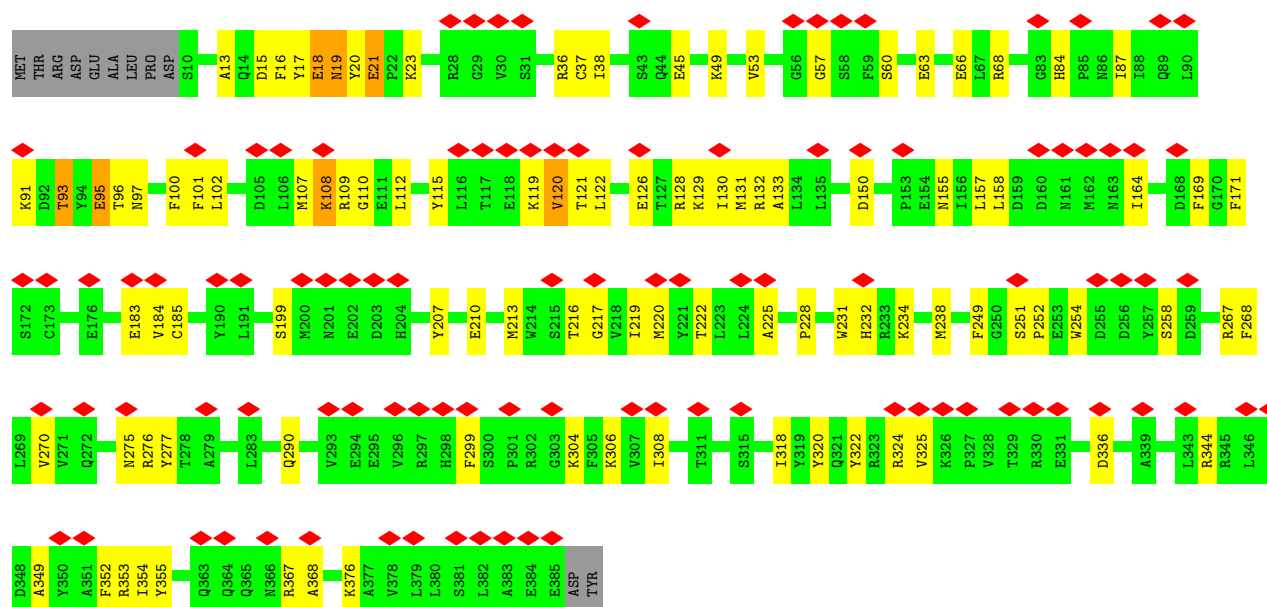 MET THR ARG ASP GLU ALA LEU PRO ASP S10 A13 Q14 D15 F16 Y17 E18 N19 Y20 E21 P22 K23 R28 G29 V30 S31 R36 C37 I38 S43 Q44 E45 K49 V53 G56 G57 S58 F59 S60 E63 E66 L67 R68 G83 H84 P85 N86 I87 I88 Q89 L90
K91 D92 T93 Y94 E95 T96 N97 F100 F101 L102 D105 L106 M107 K108 R109 G110 E111 L112 Y115 L116 T117 E118 K119 V120 T121 L122 E126 T127 R128 K129 I130 M131 R132 A133 L134 L135 D150 P153 E154 N155 I156 L157 L158 D159 D160 N161 M162 N163 I164 D168 F169 G170 F171
S172 C173 E176 E183 V184 C185 Y190 L191 S199 M200 N201 E202 D203 H204 Y207 E210 M213 W214 S215 T216 G217 V218 I219 M220 Y221 T222 L223 L224 A225 P228 W231 H232 R233 K234 M238 F249 G250 S251 P252 E253 W254 D255 D256 Y257 S258 D259 R267 F268
L269 V270 V271 Q272 N275 R276 Y277 T278 A279 L283 Q290 V293 E294 E295 V296 R297 H298 F299 S300 P301 R302 G303 K304 F305 K306 V307 I308 T311 S315 I318 Y319 Y320 Q321 Y322 R323 R324 V325 K326 P327 V328 T329 R330 E331 D336 A339 L343 R344 R345 L346
D348 A349 Y350 A351 F352 R353 I354 Y355 Q363 Q364 Q365 N366 R367 A368 K376 A377 V378 L379 L380 S381 L382 A383 E384 E385 ASP TYR